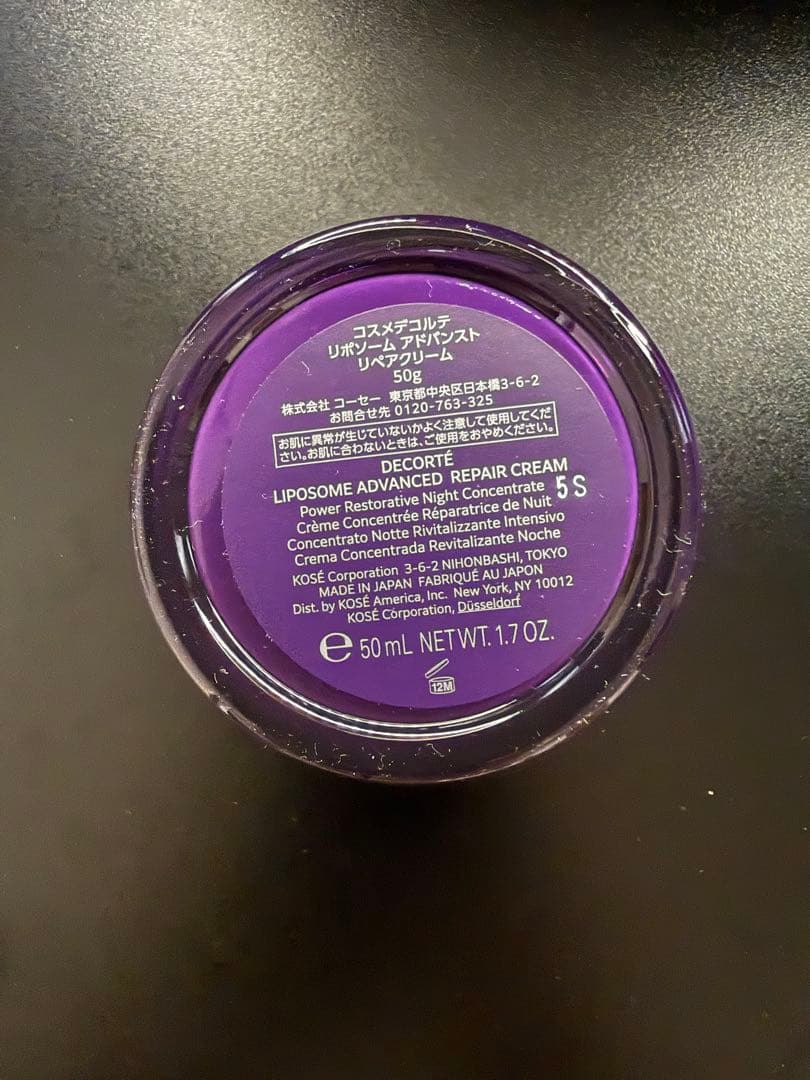 コスメデコルテ
リポソーム アドバンスト
リペアクリーム
50g
株式会社 コーセー 東京都中央区日本橋3-6-2
お問合せ先 0120-763-325
お肌に異常が生じていないかよく注意して使用してくだ
さい。お肌に合わないときは、ご使用をおやめください。
DECORTÉ
LIPOSOME ADVANCED REPAIR CREAM
Power Restorative Night Concentrate 5 S
Crème Concentrée Réparatrice de Nuit
Concentrato Notte Rivitalizzante Intensivo
Crema Concentrada Revitalizante Noche
KOSÉ Corporation 3-6-2 NIHONBASHI, TOKYO
MADE IN JAPAN FABRIQUÉ AU JAPON
Dist. by KOSÉ America, Inc. New York, NY 10012
KOSÉ Corporation, Düsseldorf
℮ 50 mL NET WT. 1.7 OZ.
12M